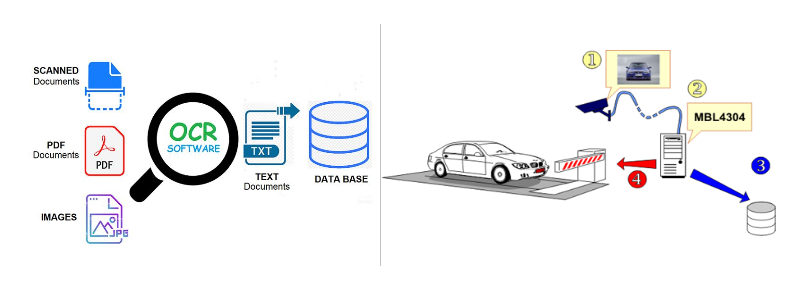 SCANNED
Documents
PDF
Documents
PDF
IMAGES
JPG
OCR
SOFTWARE
TXT
TEXT
Documents
DATA BASE
1
2
MBL4304
3
4